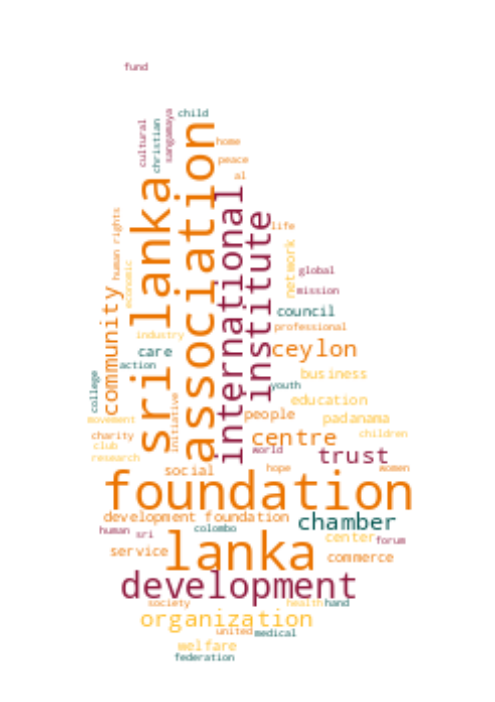 fund
child
cultural
christian
sangamaya
home
peace
al
association
sri lanka
international
institute
life
human rights
economic
network
global
mission
community
council
professional
industry
ceylon
care
action
business
college
youth
education
initiative
people
padanama
movement
charity
centre
children
club
world
trust
research
social
hope
women
foundation
development foundation
chamber
colombo
human
sri
center
forum
service
lanka
commerce
development
society
health
hand
organization
united
medical
welfare
federation